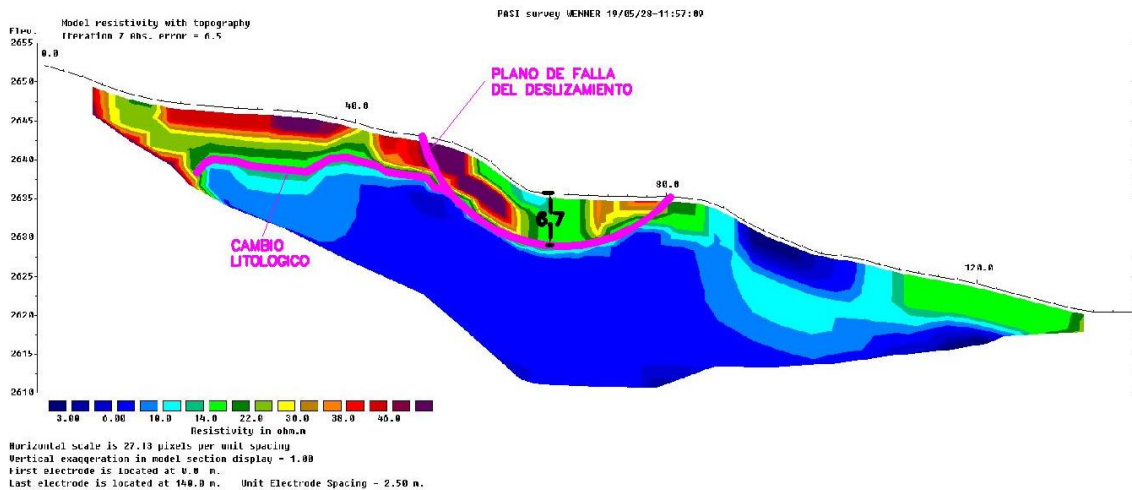 PASI survey WENNER 19/05/28-11:57:09
Model resistivity with topography
Elev.
Iteration 7 Abs. error = 6.5
2655
0.0
2650
PLANO DE FALLA
DEL DESLIZAMIENTO
2645
40.0
2640
2635
80.0
6.7
2630
CAMBIO
LITOLOGICO
2625
120.0
2620
2615
2610
3.00 6.00 10.0 14.0 22.0 30.0 38.0 46.0
Resistivity in ohm.m
Horizontal scale is 27.13 pixels per unit spacing
Vertical exaggeration in model section display = 1.00
First electrode is located at 0.0 m.
Last electrode is located at 140.0 m. Unit Electrode Spacing = 2.50 m.